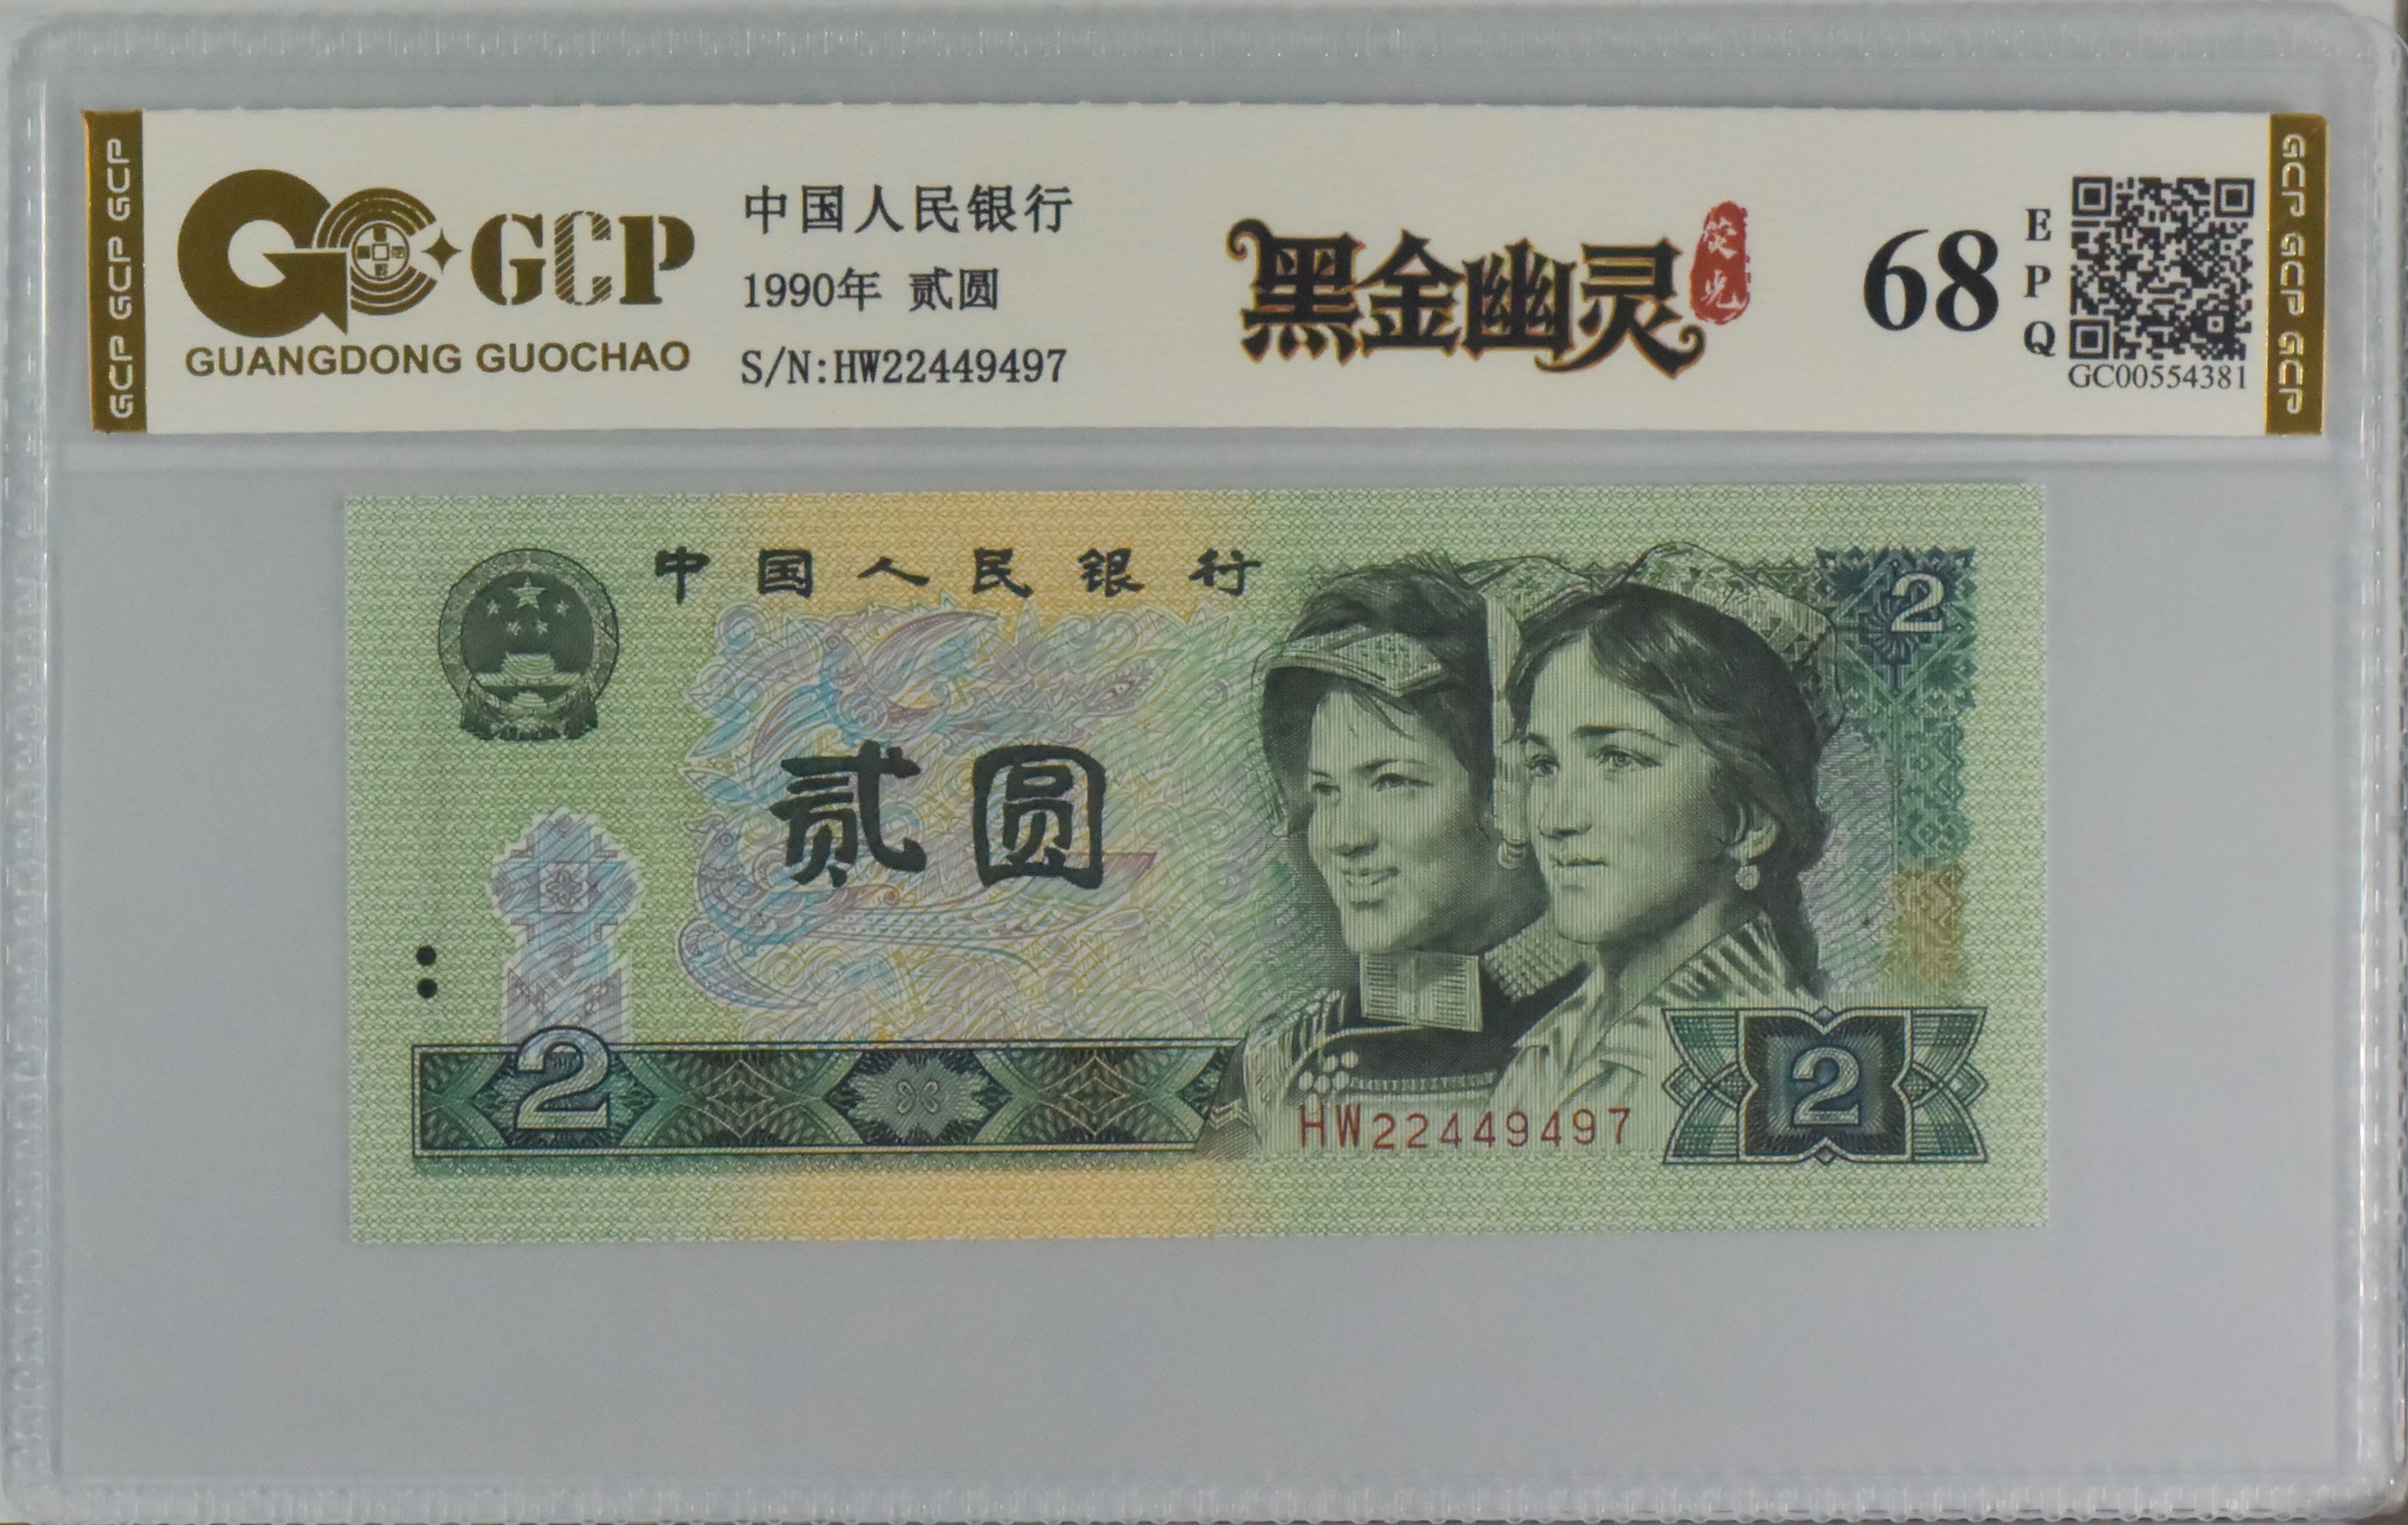 GCP GCP GCP
GCP
GUANGDONG GUOCHAO
中国人民银行
1990年 贰圆
S/N:HW22449497
黑金幽灵
荧光
68
E
P
Q
GC00554381
GCP GCP GCP
中国人民银行
2
贰圆
2
HW22449497
2